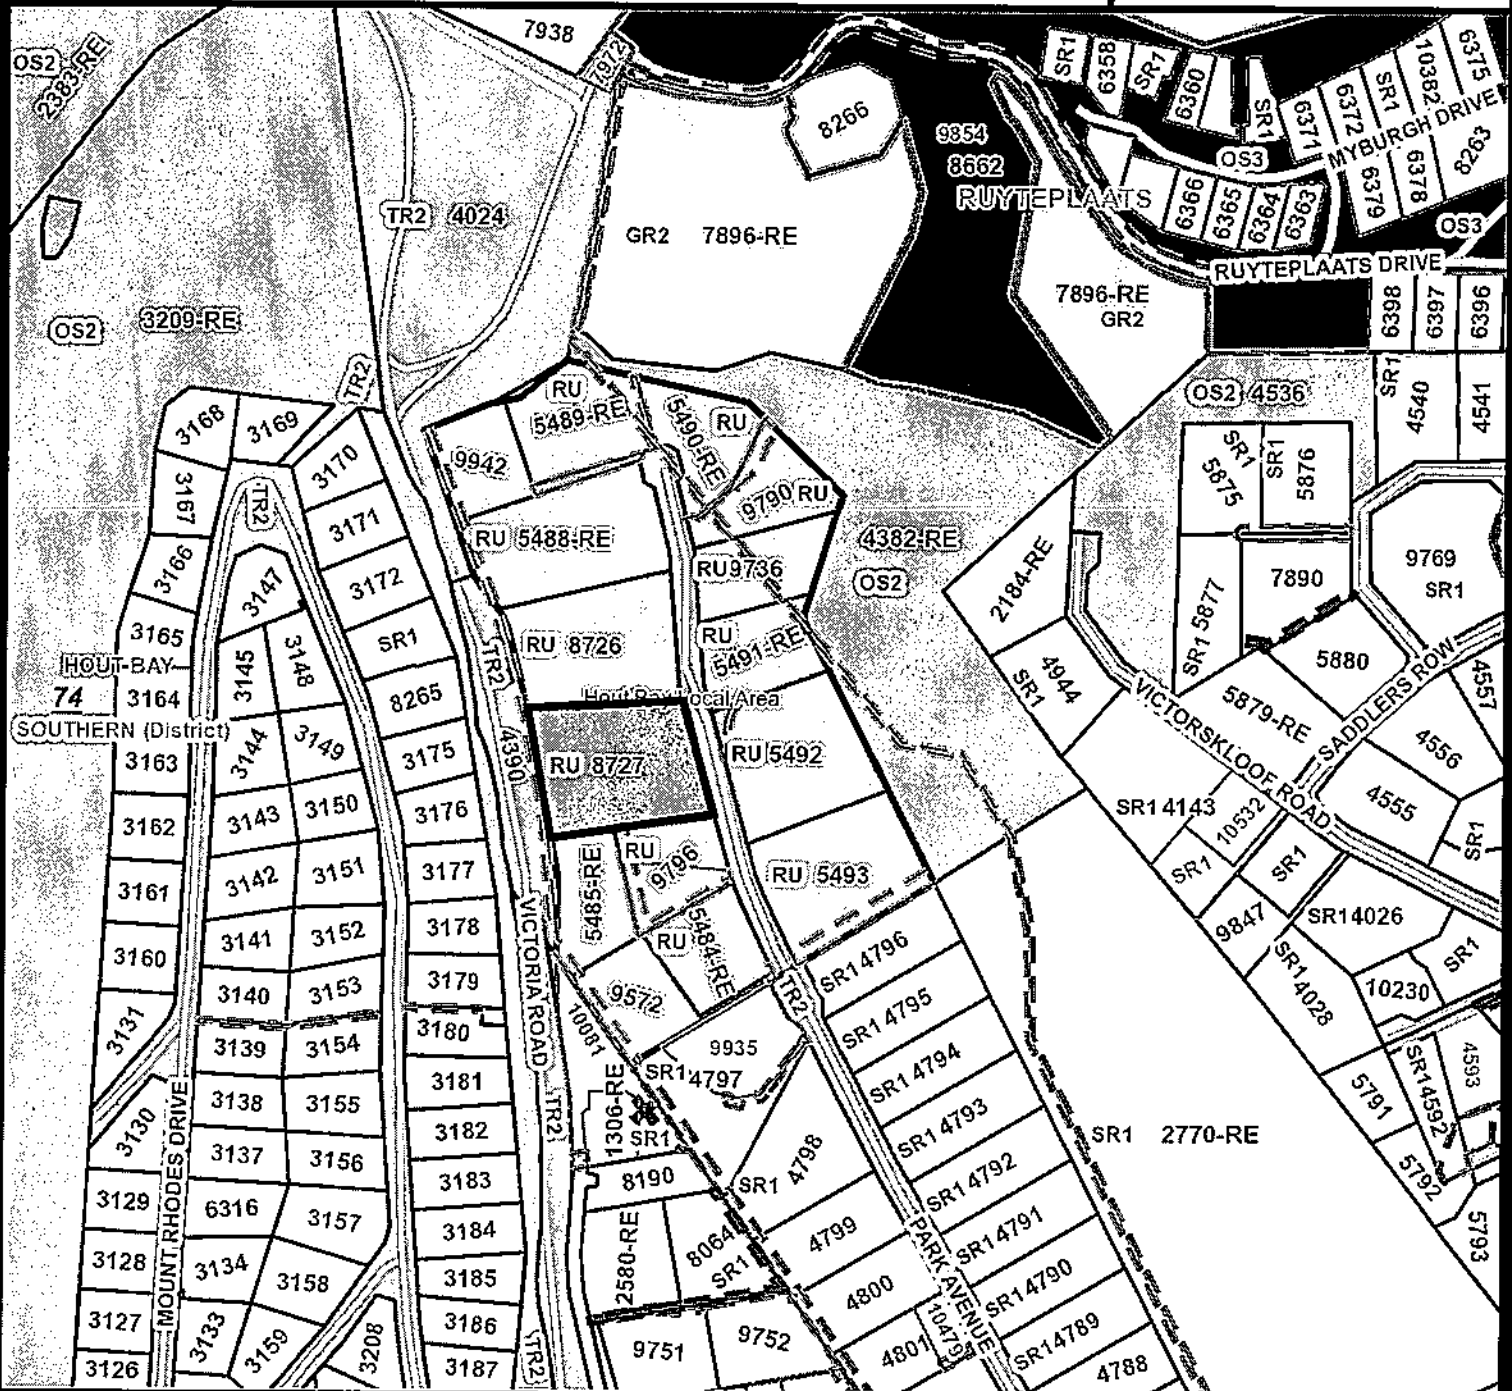 7938
OS2
2383-RE
7972
SR1
6358
SR1
6360
SR1
6371
6372
SR1
10382
6375
MYBURGH DRIVE
8263
8266
9854
8662
RUYTEPLAATS
OS3
6366
6365
6364
6363
6379
6378
OS3
TR2 4024
GR2 7896-RE
RUYTEPLAATS DRIVE
7896-RE
GR2
6398
6397
6396
OS2 3209-RE
TR2
SR1
OS2 4536
4540
4541
3168
3169
RU
5489-RE
5490-RE
RU
3170
9942
SR1
5875
SR1
5876
3167
TR2
9790 RU
3171
RU 5488-RE
4382-RE
OS2
9769
SR1
3166
3147
3172
RU 9736
2184-RE
7890
SR1 5877
3165
3145
3148
SR1
TR2
RU 8726
RU
5491-RE
5880
HOUT BAY
74
SOUTHERN (District)
3164
8265
Hout Bay Local Area
4944
SR1
VICTORSKLOOF ROAD
5879-RE
SADDLERS ROW
4557
3163
3144
3149
3175
4390
RU 8727
RU 5492
4556
3162
3143
3150
3176
SR1 4143
10532
4555
SR1
3161
3142
3151
3177
5485-RE
RU
9796
RU 5493
SR1
SR1
3160
3141
3152
3178
VICTORIA ROAD
RU
5484-RE
SR1 4796
9847
SR1 4026
SR1
3140
3153
3179
9572
TR2
SR1 4795
SR1 4028
10230
3131
3139
3154
3180
10081
9935
SR1 4797
SR1 4794
4593
3130
3138
3155
3181
TR2
1306-RE
SR1
SR1 4793
5791
SR1 4592
MOUNT RHODES DRIVE
3137
3156
3182
4798
SR1 2770-RE
3129
6316
3157
3183
8190
SR1
SR1 4792
5792
3128
3134
3158
3184
2580-RE
8064
SR1
4799
PARK AVENUE
SR1 4791
5793
3185
4800
SR1 4790
3127
3133
3159
3208
3186
9751
9752
4801
10479
SR1 4789
3126
3187
TR2
4788